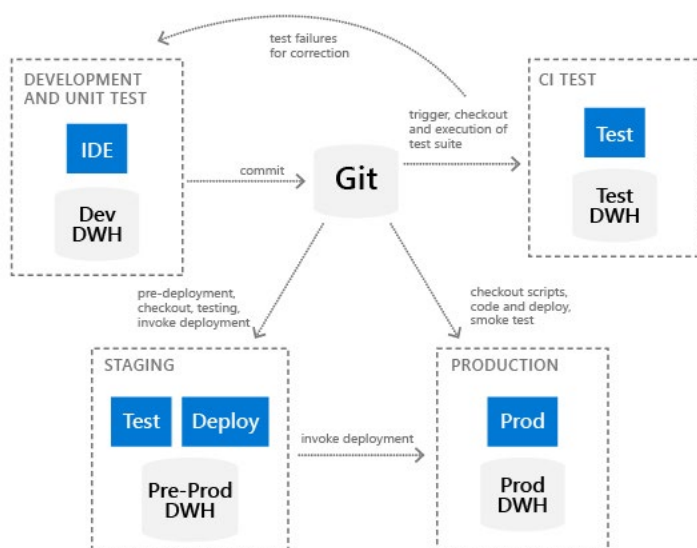 test failures
for correction
DEVELOPMENT
AND UNIT TEST
IDE
Dev
DWH
commit
Git
trigger, checkout
and execution of
test suite
CI TEST
Test
Test
DWH
pre-deployment,
checkout, testing,
invoke deployment
checkout scripts,
code and deploy,
smoke test
STAGING
Test
Deploy
Pre-Prod
DWH
invoke deployment
PRODUCTION
Prod
Prod
DWH